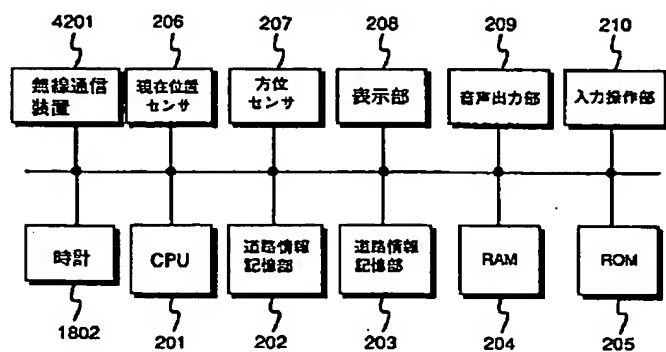 4201 206 207 208 209 210
無線通信
装置
現在位置
センサ
方位
センサ
表示部
音声出力部
入力操作部
時計
CPU
道路情報
記憶部
道路情報
記憶部
RAM
ROM
1802 201 202 203 204 205